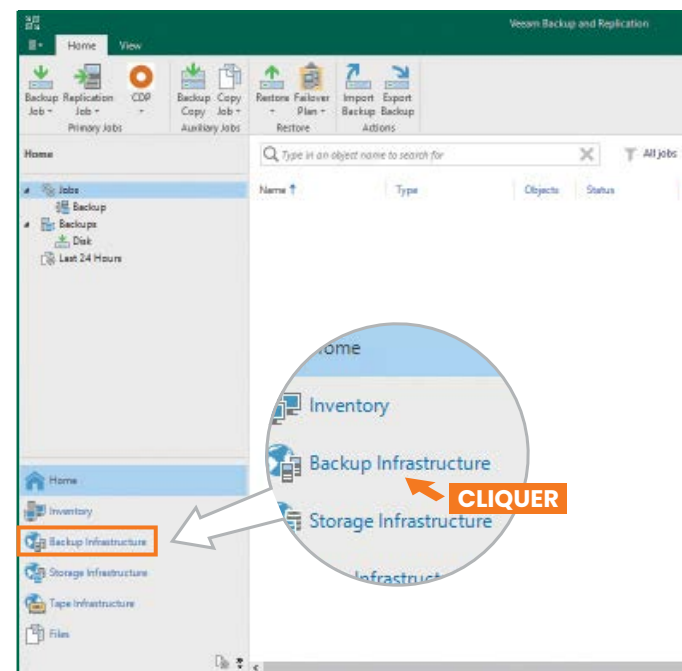 Veeam Backup and Replication
Home View
Backup Job Replication Job CDP Backup Copy Copy Job Restore Failover Plan Import Backup Export Backup
Primary Jobs Auxiliary Jobs Restore Actions
Home
Type in an object name to search for
All jobs
Jobs
Backup
Backups
Disk
Last 24 Hours
Name Type Objects Status
ome
Inventory
Backup Infrastructure
CLIQUER
Storage Infrastructure
Infrastruct
Home
Inventory
Backup Infrastructure
Storage Infrastructure
Tape Infrastructure
Files